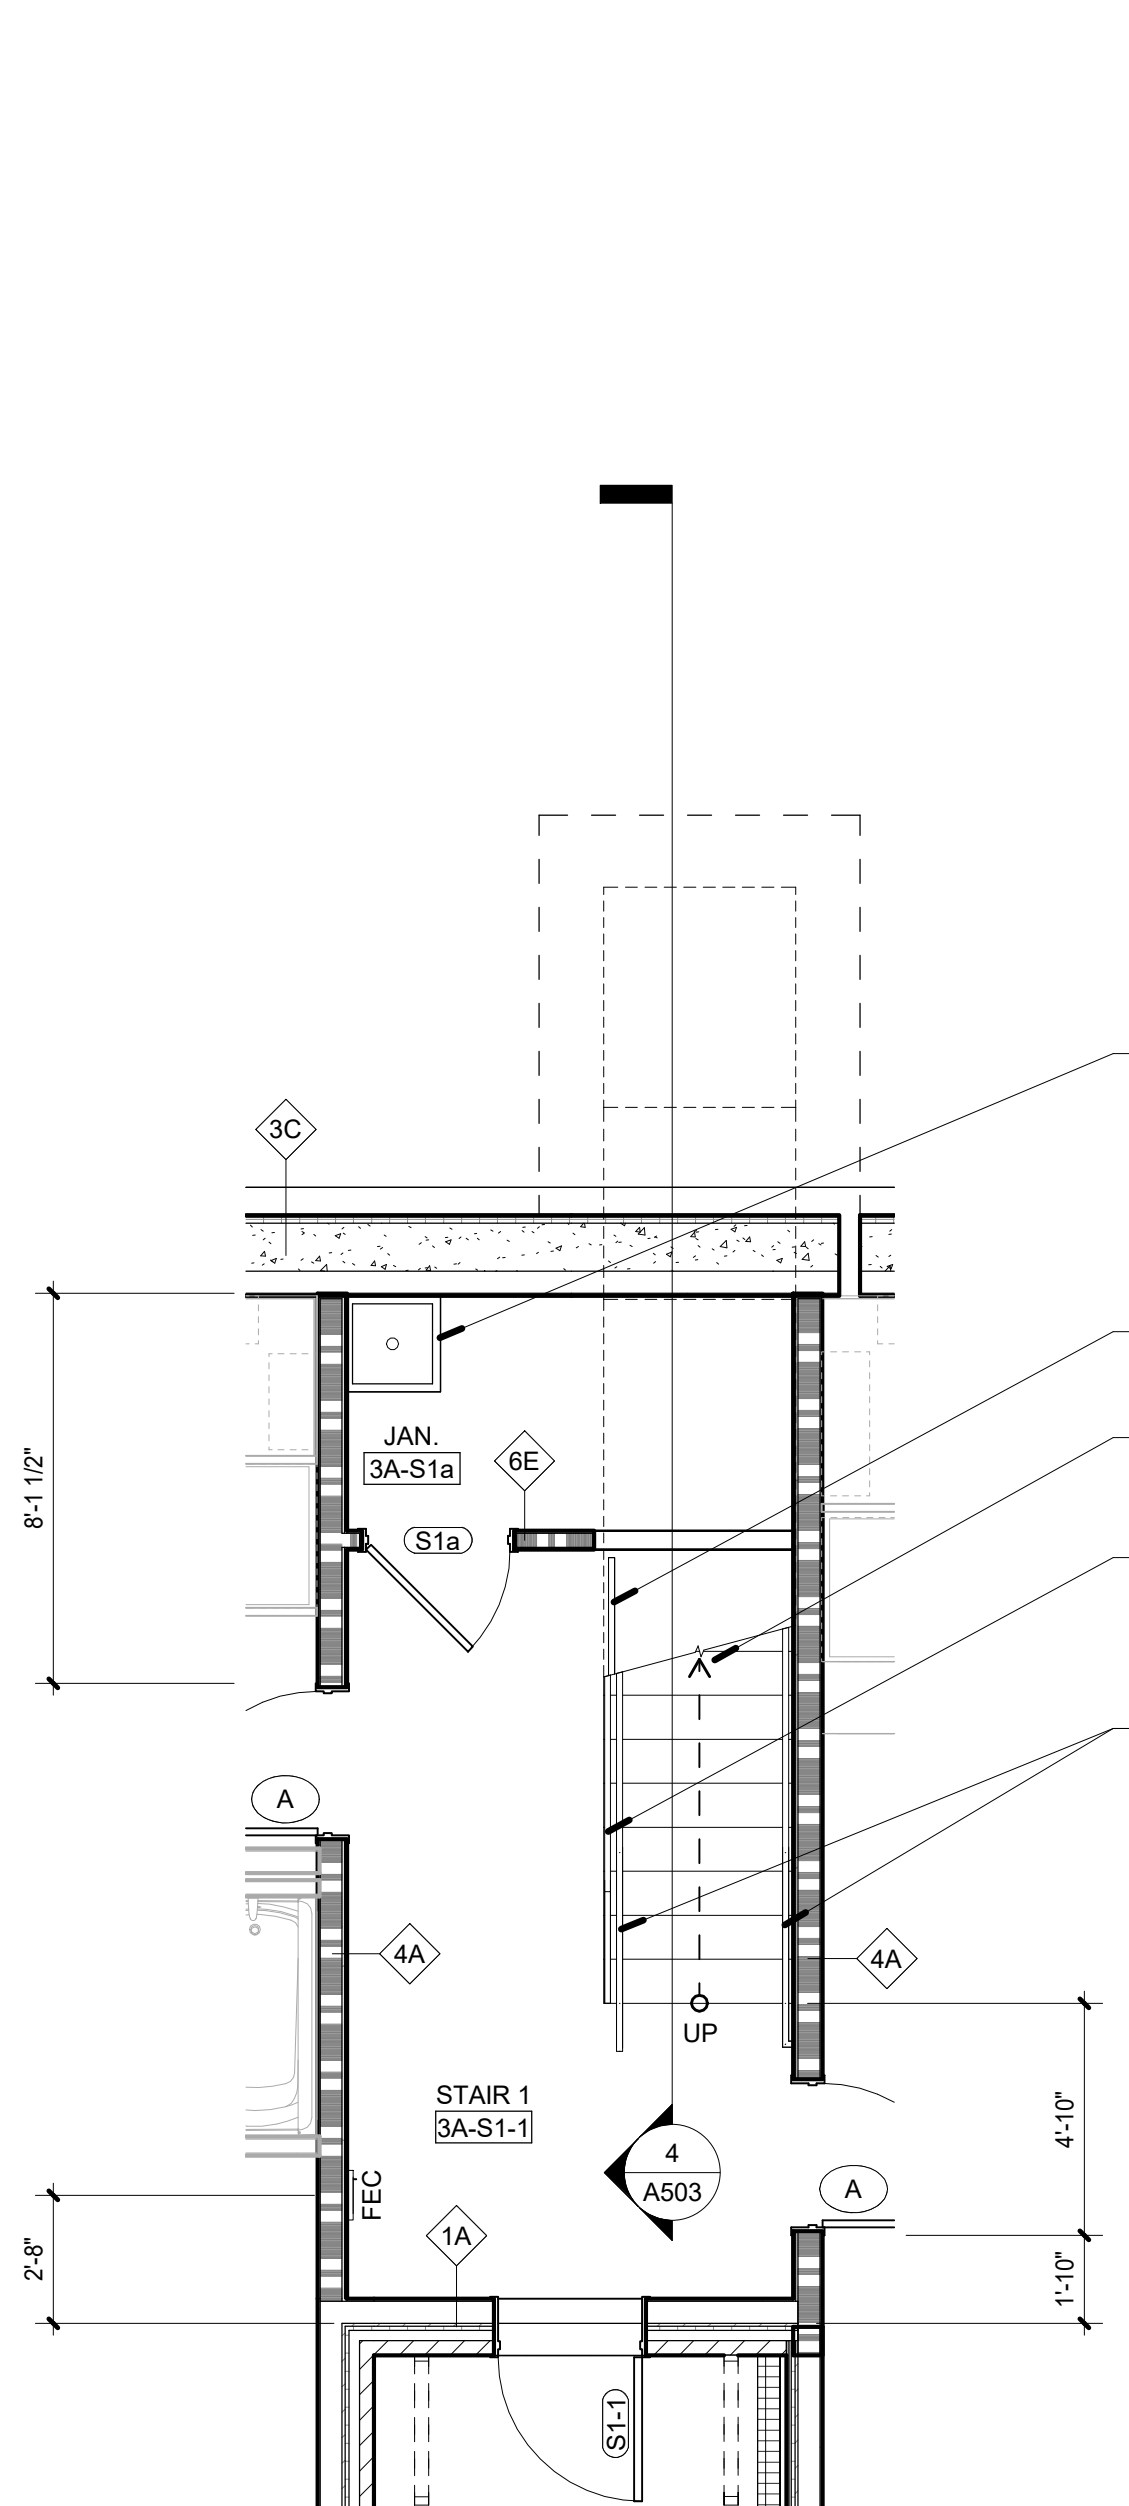 3C
JAN.
3A-S1a
6E
8'-1 1/2"
S1a
A
4A
4A
UP
STAIR 1
3A-S1-1
4
A503
4'-10"
FEC
A
1A
2'-8"
1'-10"
S1-1